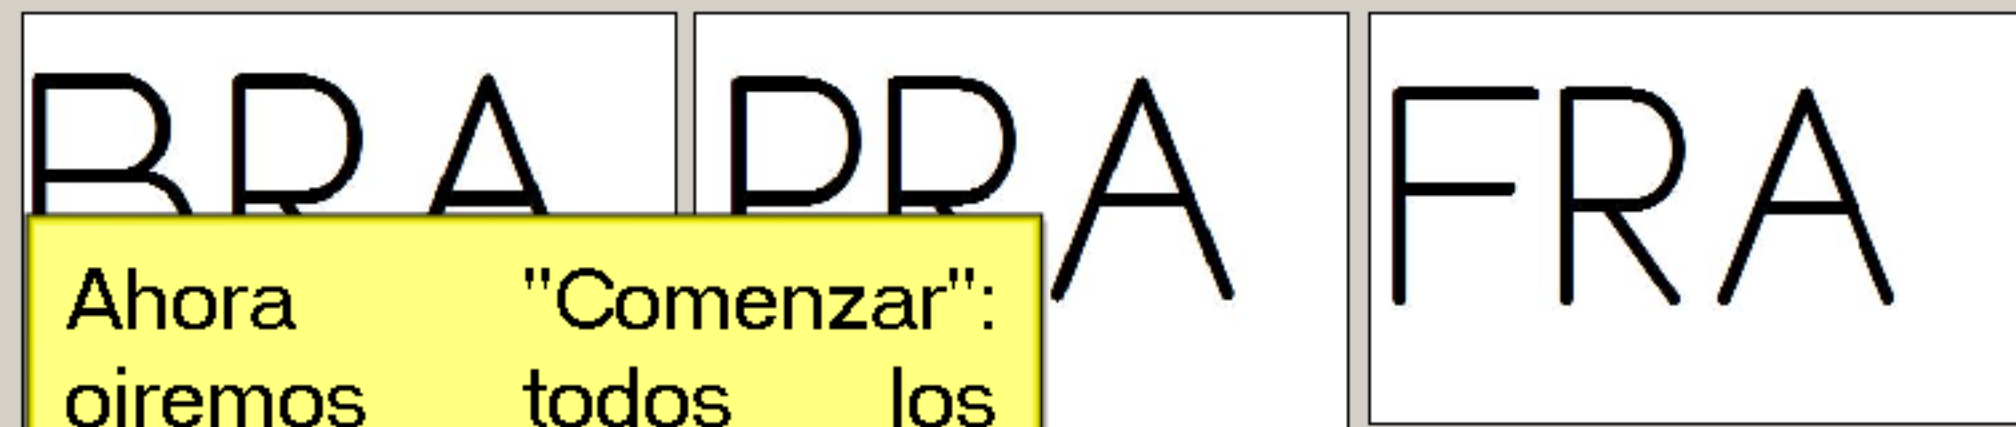 BRA
PRA
FRA
Ahora "Comenzar":
oiremos todos los